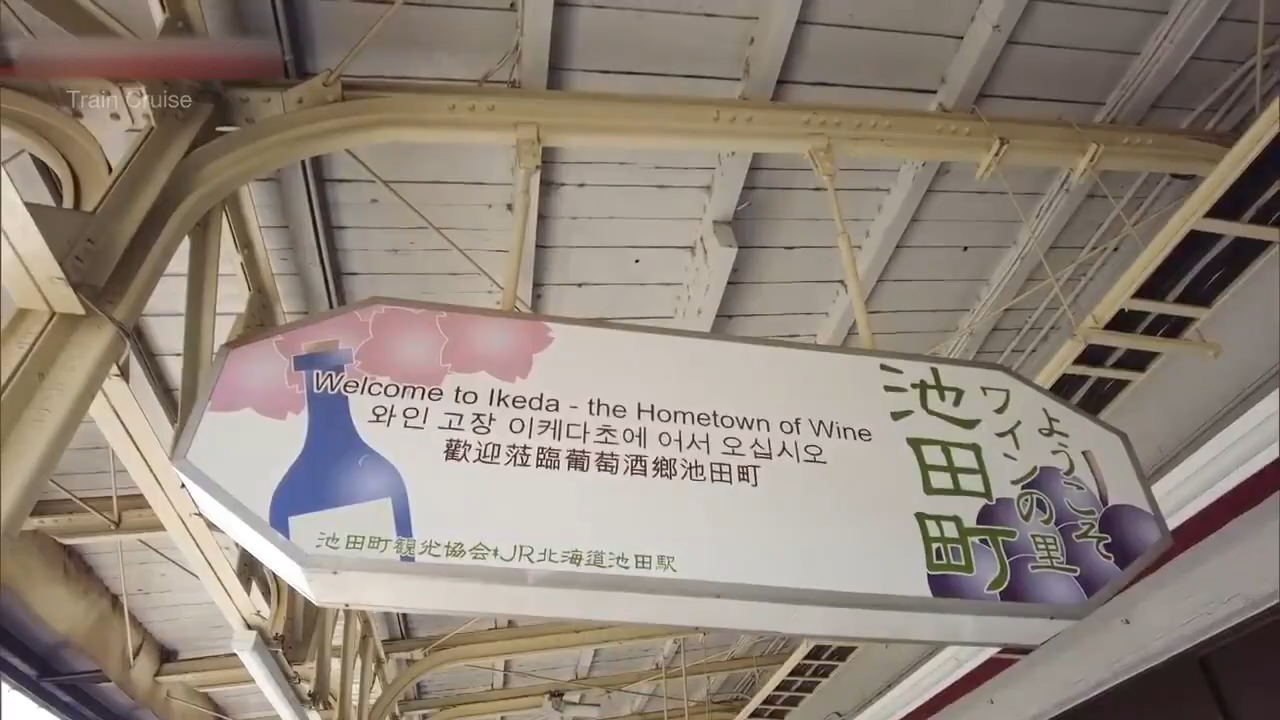 Train Cruise
Welcome to Ikeda - the Hometown of Wine
와인 고장 이케다초에 어서 오십시오
歡迎蒞臨葡萄酒鄉池田町
池田町観光協会・JR北海道池田駅
ようこそ
ワインの里
池田町